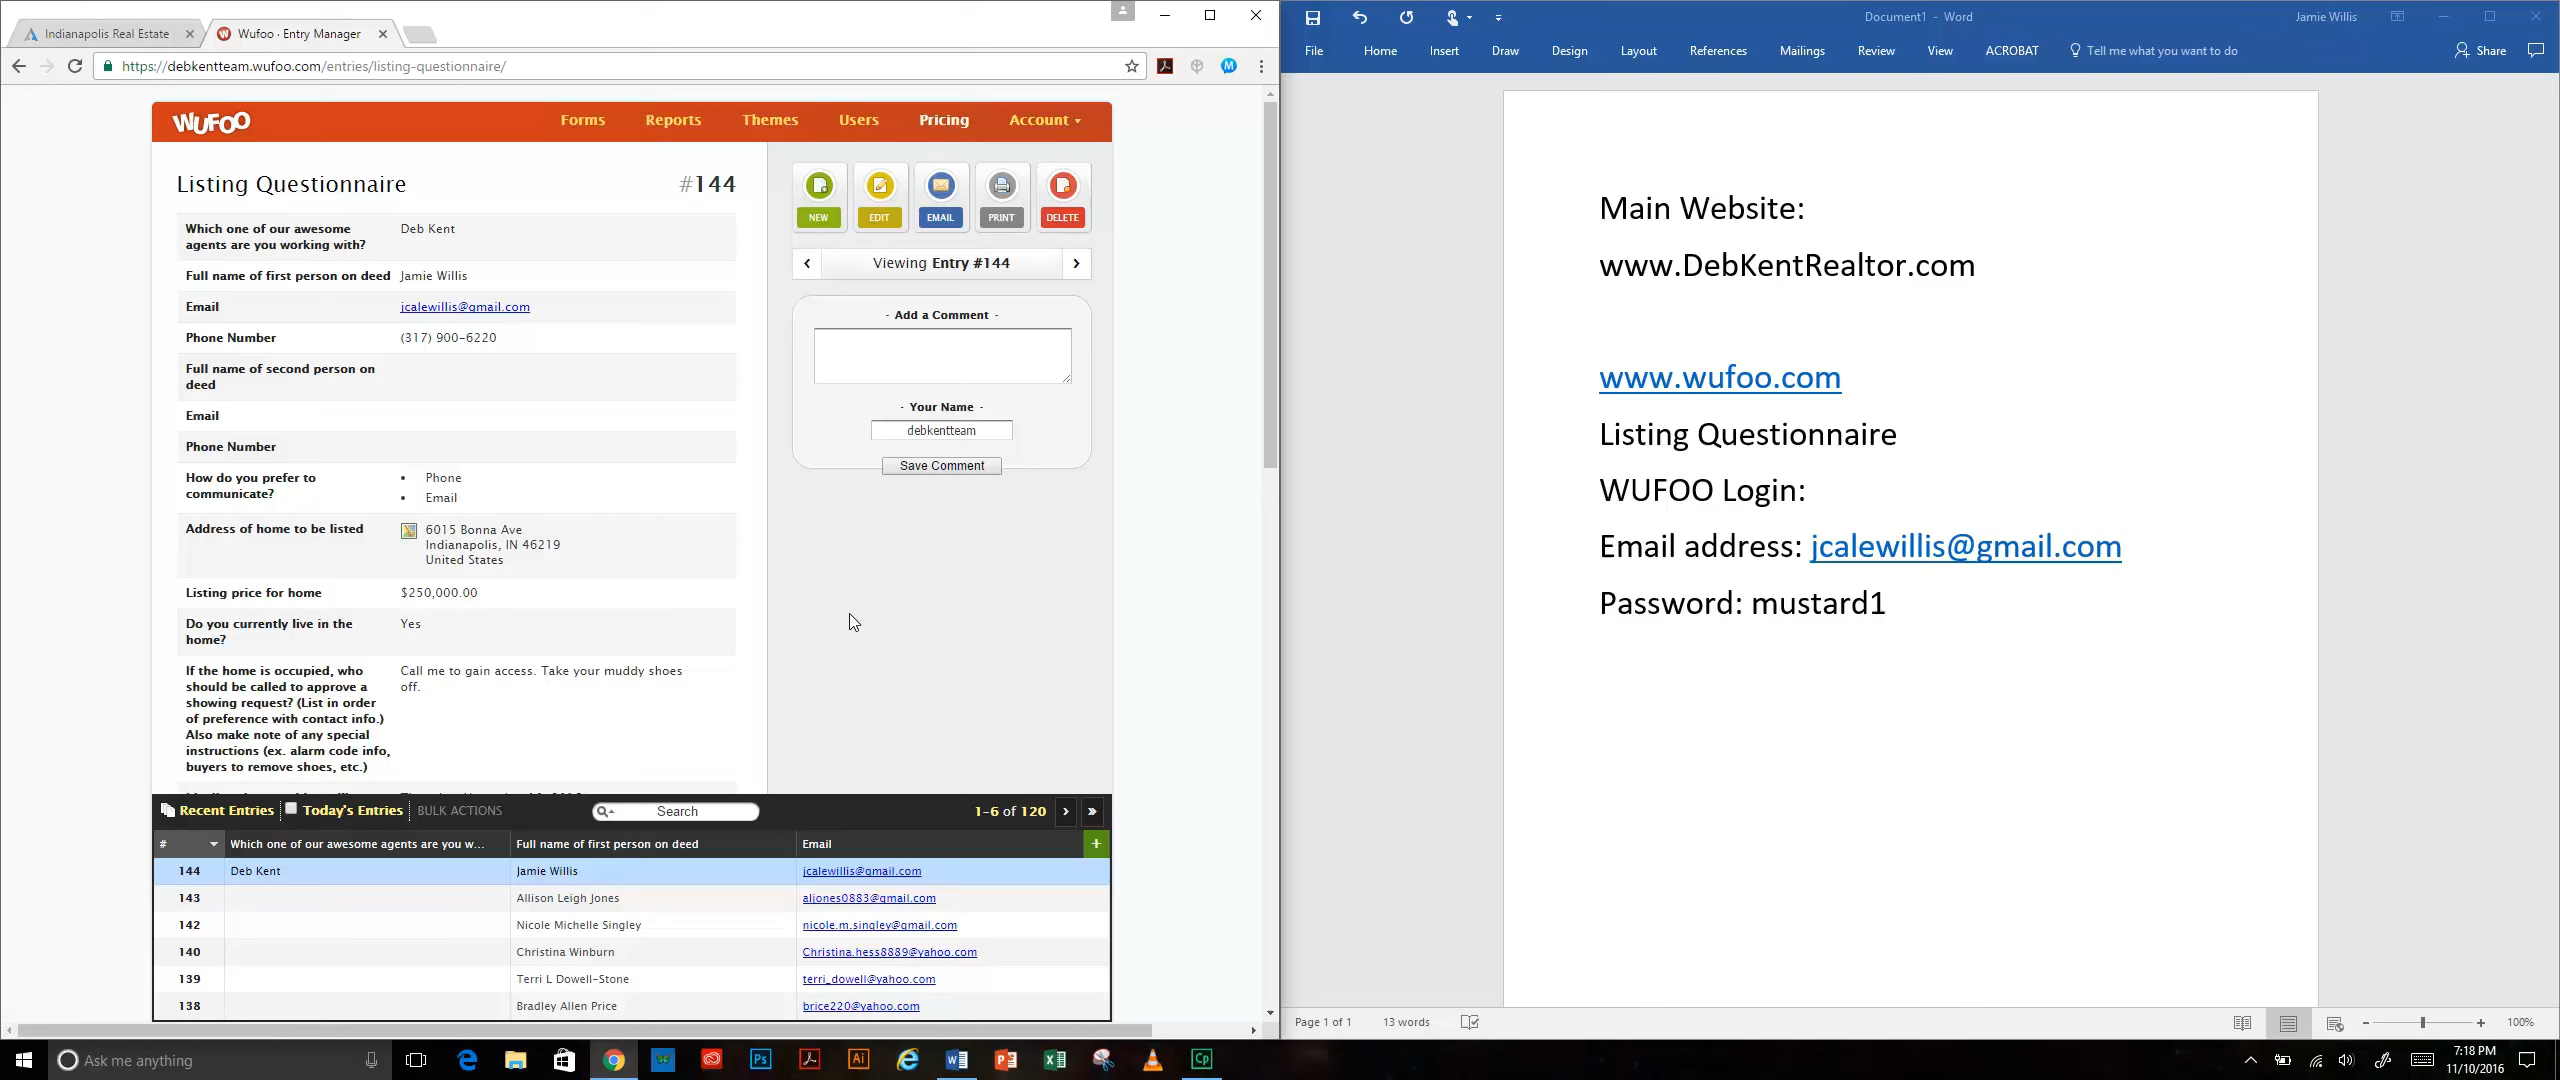 Indianapolis Real Estate
Wufoo · Entry Manager
https://debkentteam.wufoo.com/entries/listing-questionnaire/
WUFOO
Forms Reports Themes Users Pricing Account
Listing Questionnaire #144
Which one of our awesome agents are you working with? Deb Kent
Full name of first person on deed Jamie Willis
Email jcalewillis@gmail.com
Phone Number (317) 900-6220
Full name of second person on deed
Email
Phone Number
How do you prefer to communicate?
• Phone
• Email
Address of home to be listed
6015 Bonna Ave
Indianapolis, IN 46219
United States
Listing price for home $250,000.00
Do you currently live in the home? Yes
If the home is occupied, who should be called to approve a showing request? (List in order of preference with contact info.) Also make note of any special instructions (ex. alarm code info, buyers to remove shoes, etc.)
Call me to gain access. Take your muddy shoes off.
NEW EDIT EMAIL PRINT DELETE
Viewing Entry #144
- Add a Comment -
- Your Name -
debkentteam
Save Comment
Recent Entries Today's Entries BULK ACTIONS Search 1-6 of 120
# Which one of our awesome agents are you w... Full name of first person on deed Email
144 Deb Kent Jamie Willis jcalewillis@gmail.com
143 Allison Leigh Jones aljones0883@gmail.com
142 Nicole Michelle Singley nicole.m.singley@gmail.com
140 Christina Winburn Christina.hess8889@yahoo.com
139 Terri L Dowell-Stone terri_dowell@yahoo.com
138 Bradley Allen Price brice220@yahoo.com
Document1 - Word Jamie Willis
File Home Insert Draw Design Layout References Mailings Review View ACROBAT Tell me what you want to do Share
Main Website:
www.DebKentRealtor.com
www.wufoo.com
Listing Questionnaire
WUFOO Login:
Email address: jcalewillis@gmail.com
Password: mustard1
Page 1 of 1 13 words 100%
Ask me anything
7:18 PM
11/10/2016